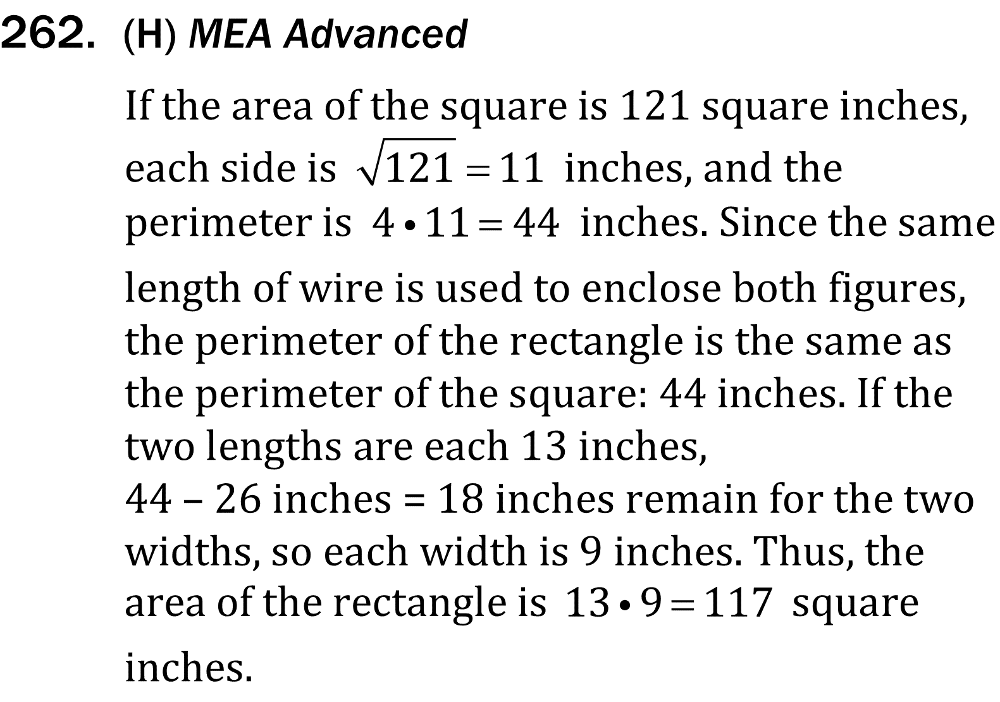 262. (H) MEA Advanced
If the area of the square is 121 square inches,
each side is √121 = 11 inches, and the
perimeter is 4 • 11 = 44 inches. Since the same
length of wire is used to enclose both figures,
the perimeter of the rectangle is the same as
the perimeter of the square: 44 inches. If the
two lengths are each 13 inches,
44 – 26 inches = 18 inches remain for the two
widths, so each width is 9 inches. Thus, the
area of the rectangle is 13 • 9 = 117 square
inches.